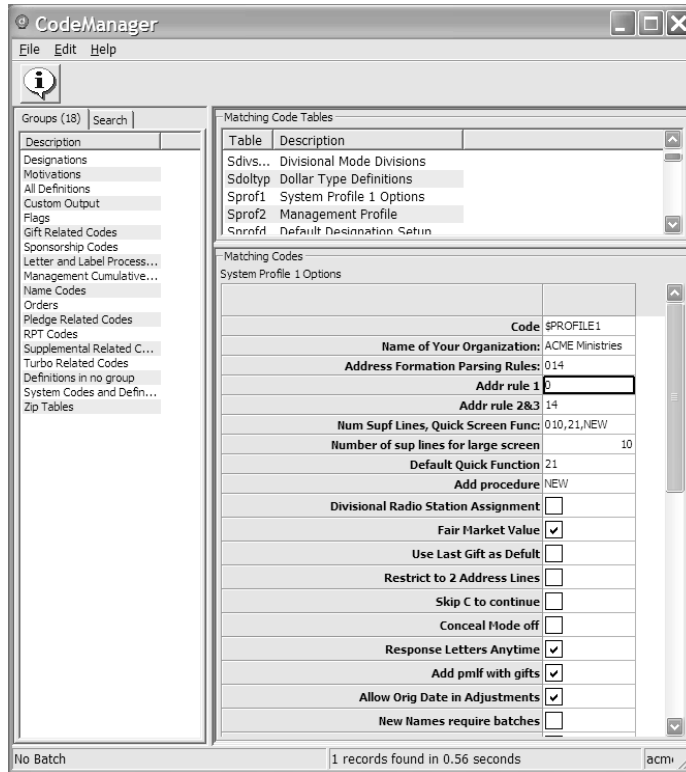 CodeManager
File Edit Help
Groups (18) Search
Description
Designations
Motivations
All Definitions
Custom Output
Flags
Gift Related Codes
Sponsorship Codes
Letter and Label Process...
Management Cumulative...
Name Codes
Orders
Pledge Related Codes
RPT Codes
Supplemental Related C...
Turbo Related Codes
Definitions in no group
System Codes and Defin...
Zip Tables
Matching Code Tables
Table Description
Sdivs... Divisional Mode Divisions
Sdoltyp Dollar Type Definitions
Sprof1 System Profile 1 Options
Sprof2 Management Profile
Sprofd Default Designation Setup
Matching Codes
System Profile 1 Options
Code $PROFILE1
Name of Your Organization: ACME Ministries
Address Formation Parsing Rules: 014
Addr rule 1 0
Addr rule 2&3 14
Num Supf Lines, Quick Screen Func: 010,21,NEW
Number of sup lines for large screen 10
Default Quick Function 21
Add procedure NEW
Divisional Radio Station Assignment
Fair Market Value
Use Last Gift as Defult
Restrict to 2 Address Lines
Skip C to continue
Conceal Mode off
Response Letters Anytime
Add pmlf with gifts
Allow Orig Date in Adjustments
New Names require batches
No Batch 1 records found in 0.56 seconds acm